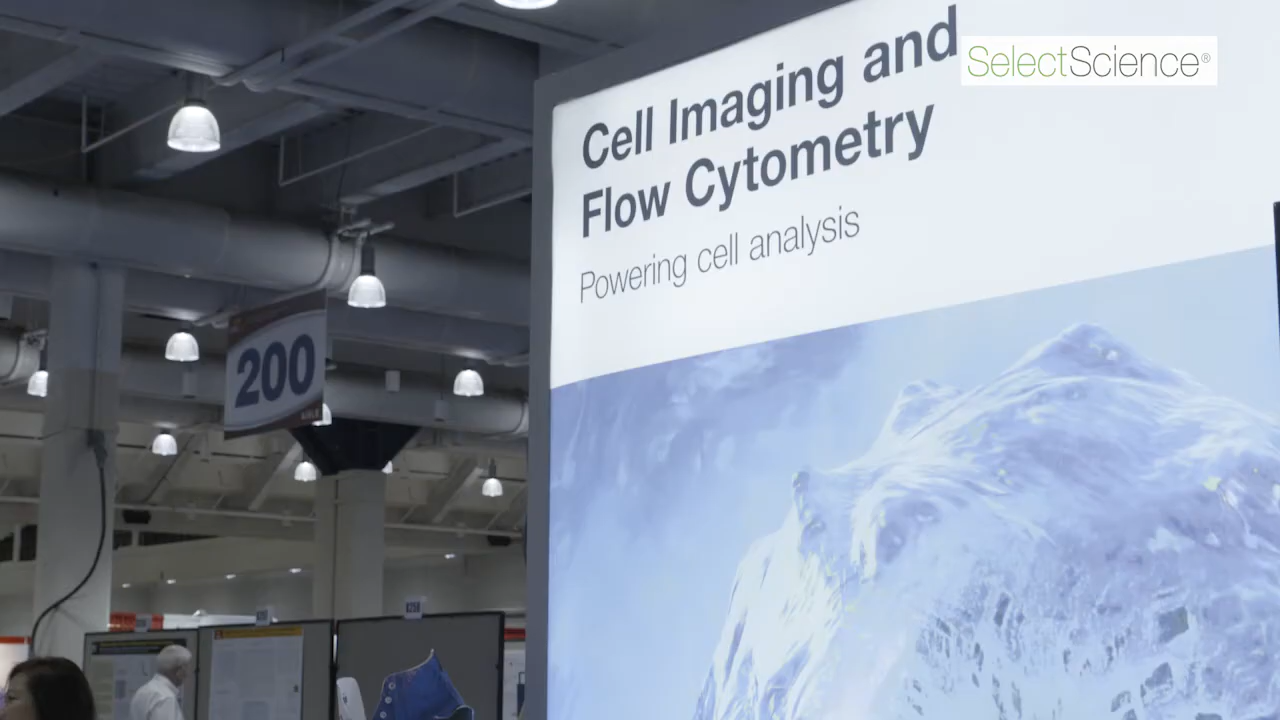 Cell Imaging and
Flow Cytometry
Powering cell analysis
SelectScience®
200